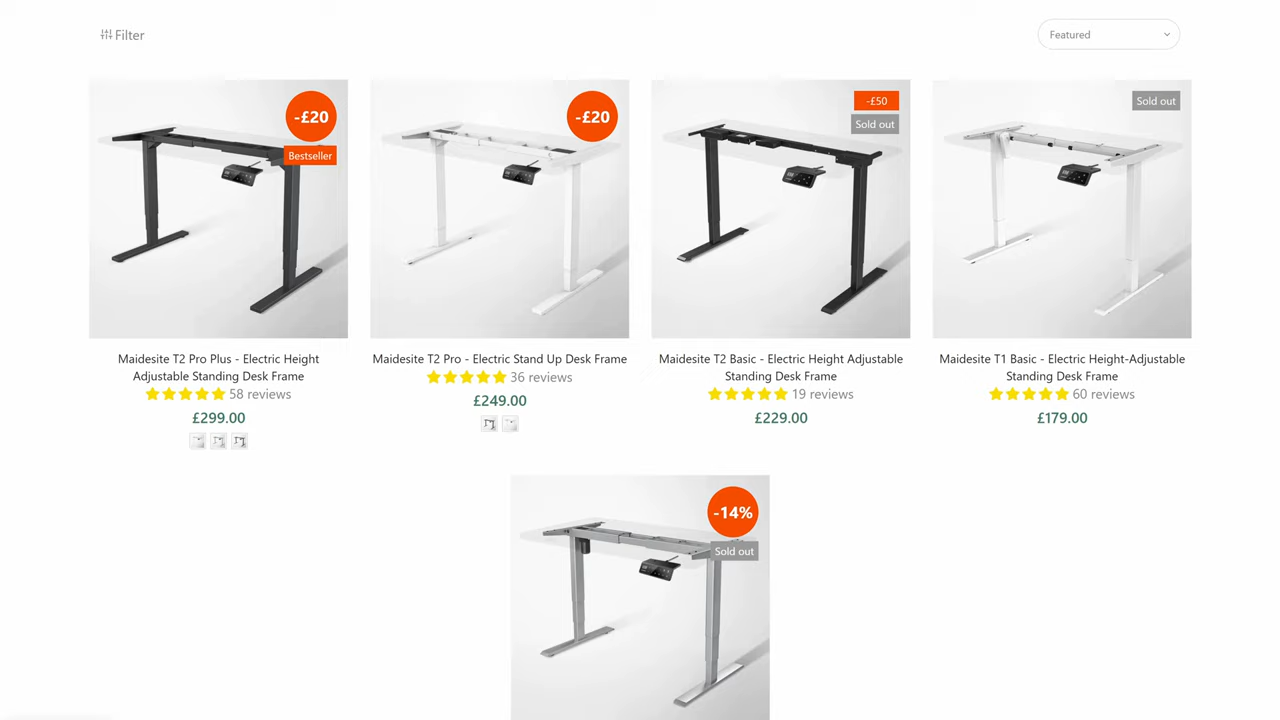 Filter
Featured
-£20
Bestseller
-£20
-£50
Sold out
Sold out
Maidesite T2 Pro Plus - Electric Height
Adjustable Standing Desk Frame
58 reviews
£299.00
Maidesite T2 Pro - Electric Stand Up Desk Frame
36 reviews
£249.00
Maidesite T2 Basic - Electric Height Adjustable
Standing Desk Frame
19 reviews
£229.00
Maidesite T1 Basic - Electric Height-Adjustable
Standing Desk Frame
60 reviews
£179.00
-14%
Sold out